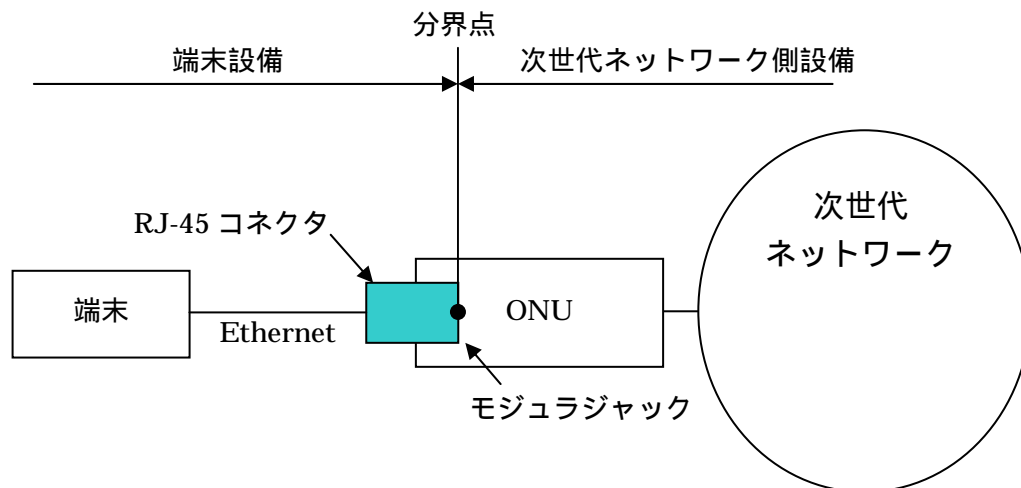 分界点
端末設備
次世代ネットワーク側設備
RJ-45 コネクタ
次世代
ネットワーク
端末
Ethernet
ONU
モジュラジャック